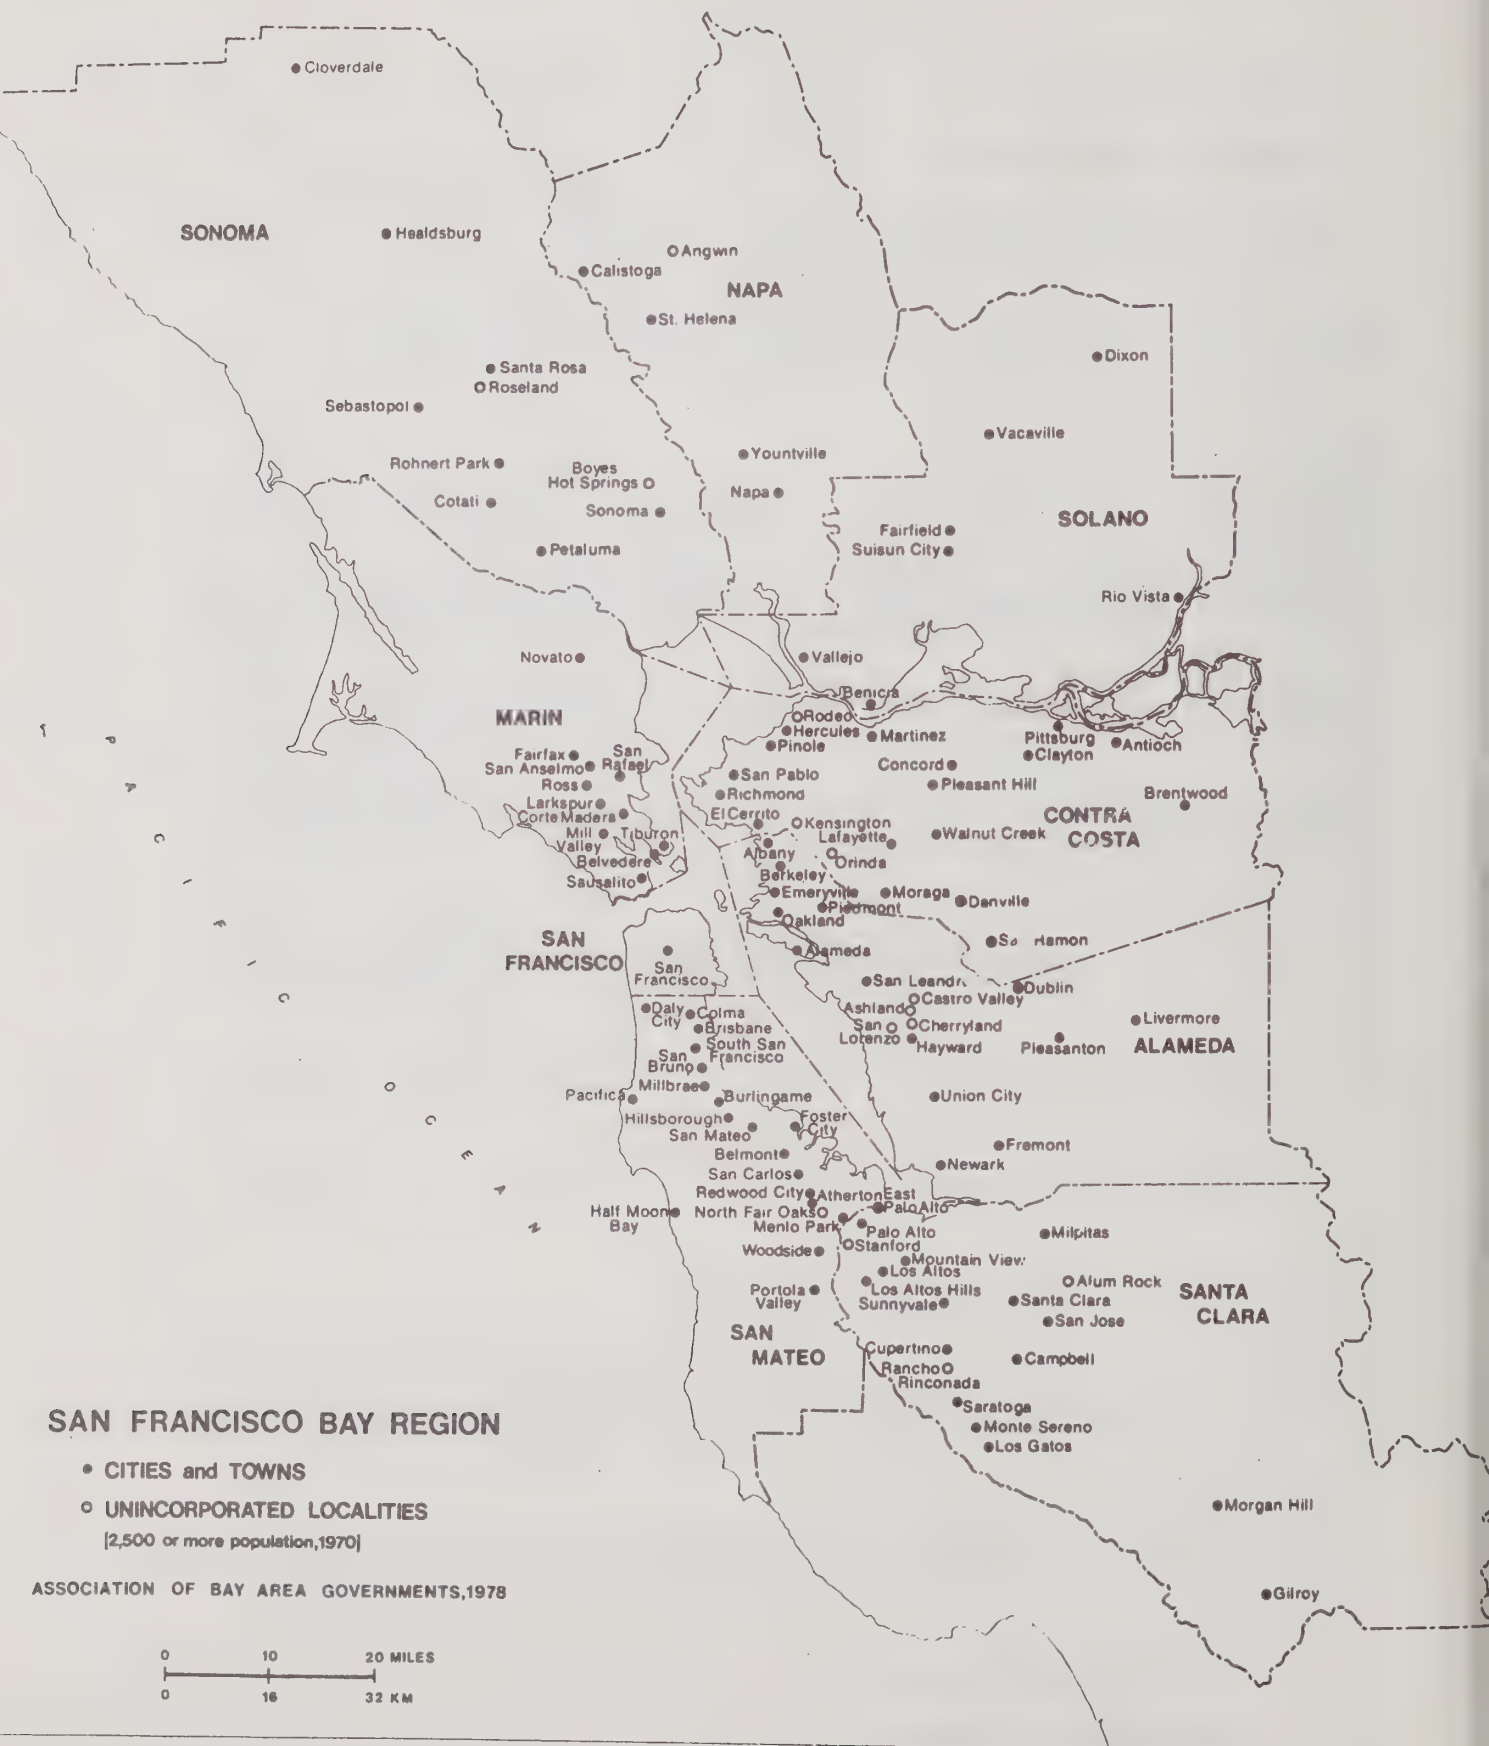 Cloverdale
SONOMA
Healdsburg
Angwin
Calistoga
NAPA
St. Helena
Dixon
Santa Rosa
Roseland
Sebastopol
Vacaville
Yountville
Rohnert Park
Boyes
Hot Springs
Napa
Cotati
Sonoma
SOLANO
Fairfield
Suisun City
Petaluma
Rio Vista
Novato
Vallejo
Benicia
MARIN
Rodeo
Hercules
Martinez
Pinole
Pittsburg
Antioch
Clayton
Fairfax
San
Rafael
San Anselmo
Concord
San Pablo
Ross
Pleasant Hill
Richmond
Brentwood
Larkspur
Corte Madera
El Cerrito
CONTRA
COSTA
Kensington
Mill
Valley
Tiburon
Lafayette
Walnut Creek
Albany
Orinda
Belvedere
Berkeley
Sausalito
Emeryville
Moraga
Danville
Piedmont
Oakland
SAN
FRANCISCO
San
Francisco
Alameda
San Leandr
Dublin
Castro Valley
Ashland
Daly
City
Colma
San
Lorenzo
Cherryland
Livermore
Brisbane
Hayward
Pleasanton
ALAMEDA
South San
Francisco
San
Bruno
Millbrae
Pacifica
Burlingame
Union City
Hillsborough
Foster
City
San Mateo
Fremont
Belmont
Newark
San Carlos
Redwood City
Atherton
East
Palo Alto
Half Moon
Bay
North Fair Oaks
Menlo Park
Palo Alto
Milpitas
Woodside
Stanford
Mountain View
Los Altos
Alum Rock
Portola
Valley
Los Altos Hills
Sunnyvale
Santa Clara
SANTA
CLARA
San Jose
SAN
MATEO
Cupertino
Campbell
Rancho
Rinconada
Saratoga
Monte Sereno
Los Gatos
Morgan Hill
Gilroy
PACIFIC OCEAN
SAN FRANCISCO BAY REGION
CITIES and TOWNS
UNINCORPORATED LOCALITIES
[2,500 or more population,1970]
ASSOCIATION OF BAY AREA GOVERNMENTS,1978
0 10 20 MILES
0 16 32 KM